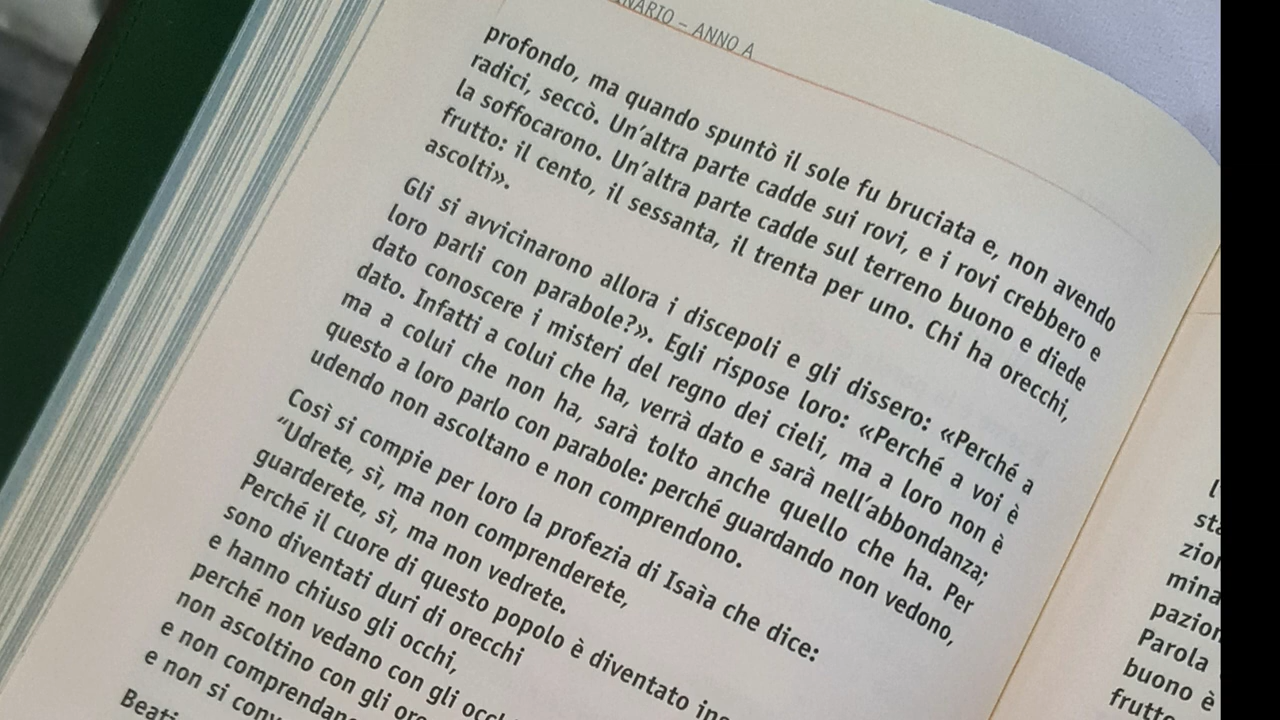 – ANNO A
profondo, ma quando spuntò il sole fu bruciata e, non avendo
radici, seccò. Un'altra parte cadde sui rovi, e i rovi crebbero e
la soffocarono. Un'altra parte cadde sul terreno buono e diede
frutto: il cento, il sessanta, il trenta per uno. Chi ha orecchi,
ascolti».
Gli si avvicinarono allora i discepoli e gli dissero: «Perché a
loro parli con parabole?». Egli rispose loro: «Perché a voi è
dato conoscere i misteri del regno dei cieli, ma a loro non è
dato. Infatti a colui che ha, verrà dato e sarà nell'abbondanza;
ma a colui che non ha, sarà tolto anche quello che ha. Per
questo a loro parlo con parabole: perché guardando non vedono,
udendo non ascoltano e non comprendono.
Così si compie per loro la profezia di Isaìa che dice:
“Udrete, sì, ma non comprenderete,
guarderete, sì, ma non vedrete.
Perché il cuore di questo popolo è diventato
sono diventati duri di orecchi
e hanno chiuso gli occhi,
perché non vedano con gli
non ascoltino con gli
e non
e non si
Parola
buono è